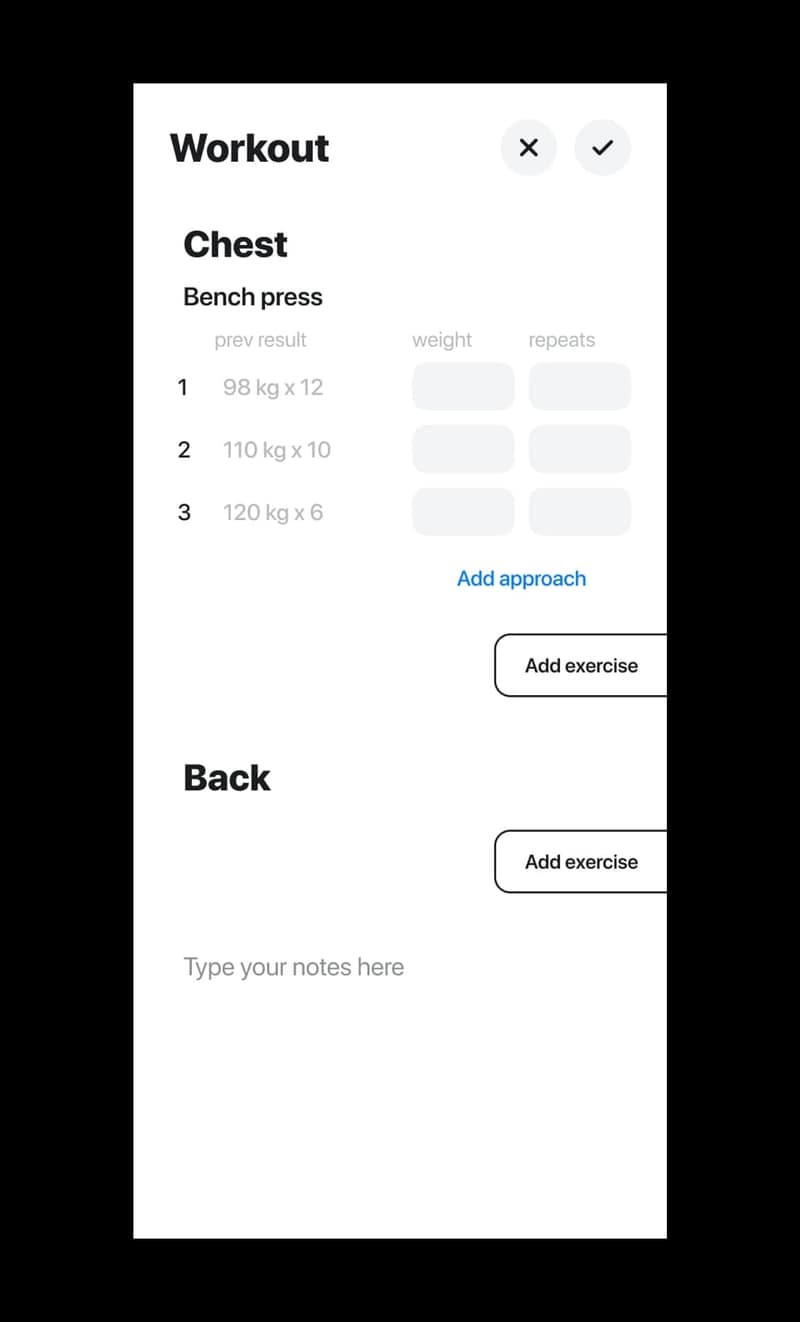 Workout
Chest
Bench press
prev result weight repeats
1 98 kg x 12
2 110 kg x 10
3 120 kg x 6
Add approach
Add exercise
Back
Add exercise
Type your notes here